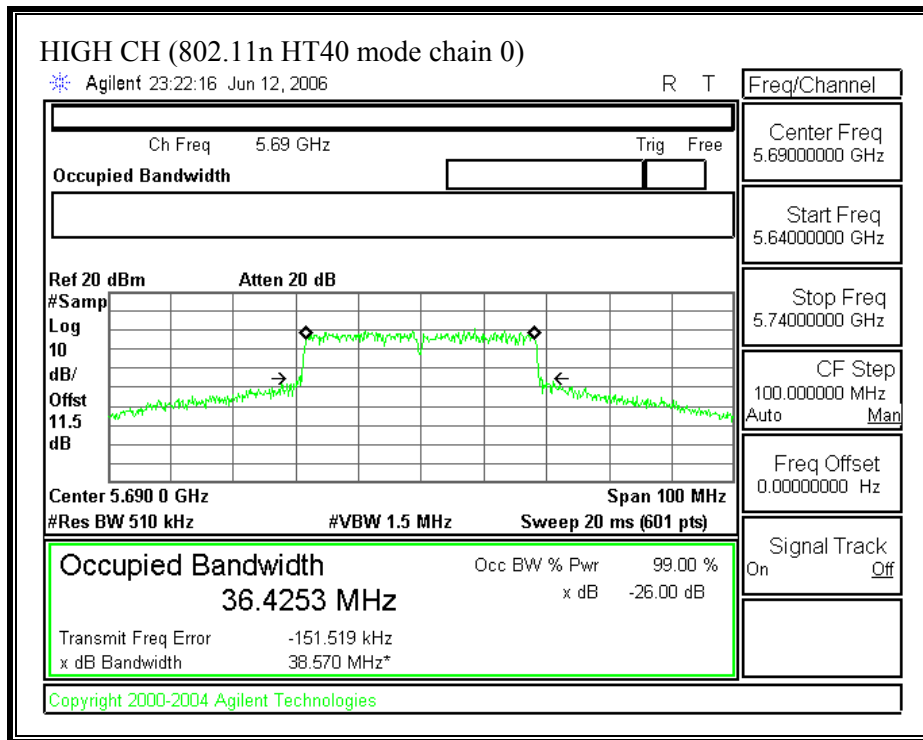 HIGH CH (802.11n HT40 mode chain 0)
Agilent 23:22:16 Jun 12, 2006 R T
Freq/Channel
Ch Freq 5.69 GHz Trig Free
Occupied Bandwidth
Center Freq
5.69000000 GHz
Start Freq
5.64000000 GHz
Stop Freq
5.74000000 GHz
CF Step
100.000000 MHz
Auto Man
Freq Offset
0.00000000 Hz
Signal Track
On Off
Ref 20 dBm Atten 20 dB
#Samp
Log
10
dB/
Offst
11.5
dB
Center 5.690 0 GHz Span 100 MHz
#Res BW 510 kHz #VBW 1.5 MHz Sweep 20 ms (601 pts)
Occupied Bandwidth
36.4253 MHz
Occ BW % Pwr 99.00 %
x dB -26.00 dB
Transmit Freq Error -151.519 kHz
x dB Bandwidth 38.570 MHz*
Copyright 2000-2004 Agilent Technologies